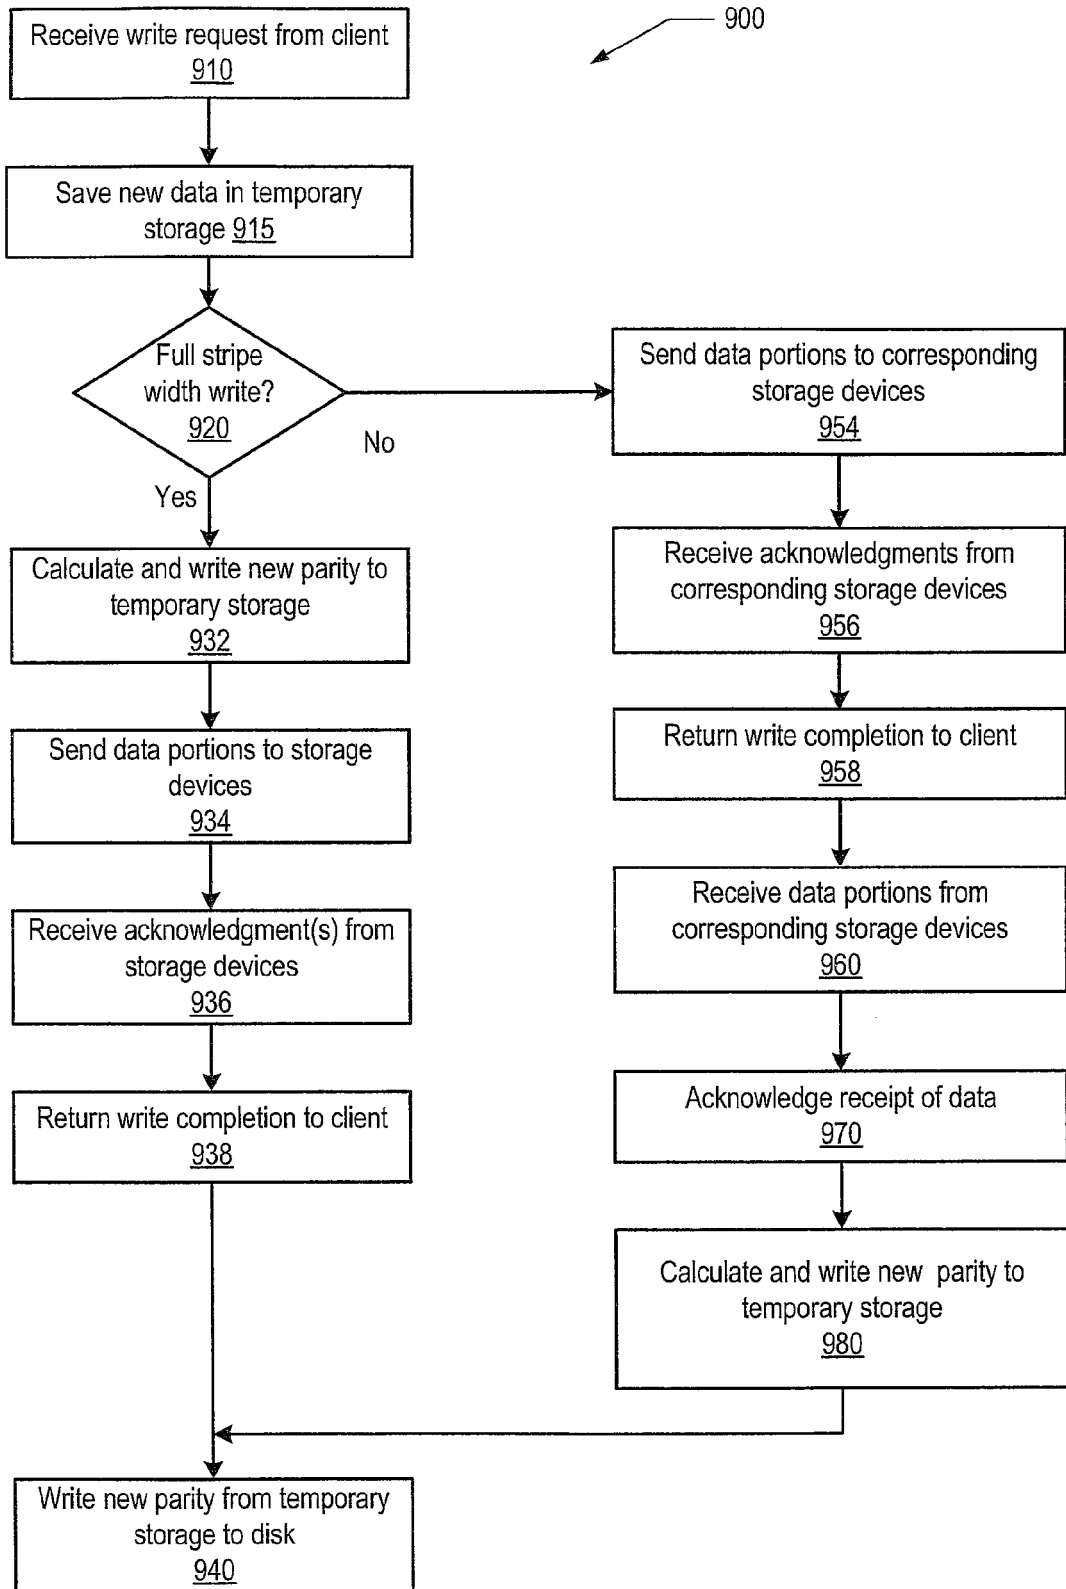 900
Receive write request from client
910
Save new data in temporary
storage 915
Full stripe
width write?
920
No
Yes
Calculate and write new parity to
temporary storage
932
Send data portions to storage
devices
934
Receive acknowledgment(s) from
storage devices
936
Return write completion to client
938
Send data portions to corresponding
storage devices
954
Receive acknowledgments from
corresponding storage devices
956
Return write completion to client
958
Receive data portions from
corresponding storage devices
960
Acknowledge receipt of data
970
Calculate and write new parity to
temporary storage
980
Write new parity from temporary
storage to disk
940